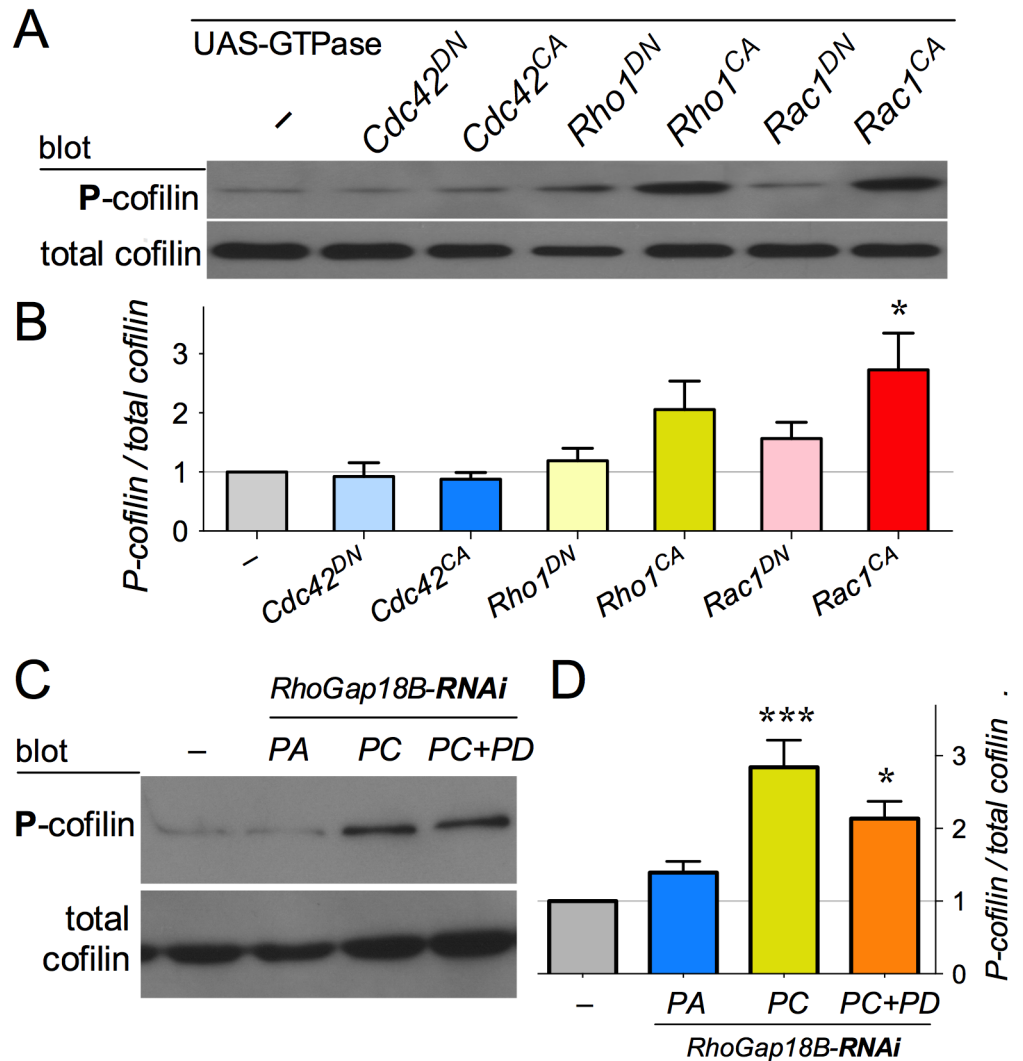 A
UAS-GTPase
– Cdc42DN Cdc42CA Rho1DN Rho1CA Rac1DN Rac1CA
blot
P-cofilin
total cofilin
B
P-cofilin / total cofilin
3
2
1
0
*
– Cdc42DN Cdc42CA Rho1DN Rho1CA Rac1DN Rac1CA
C
RhoGap18B-RNAi
blot – PA PC PC+PD
P-cofilin
total
cofilin
D
***
*
3
2
1
0
P-cofilin / total cofilin .
– PA PC PC+PD
RhoGap18B-RNAi